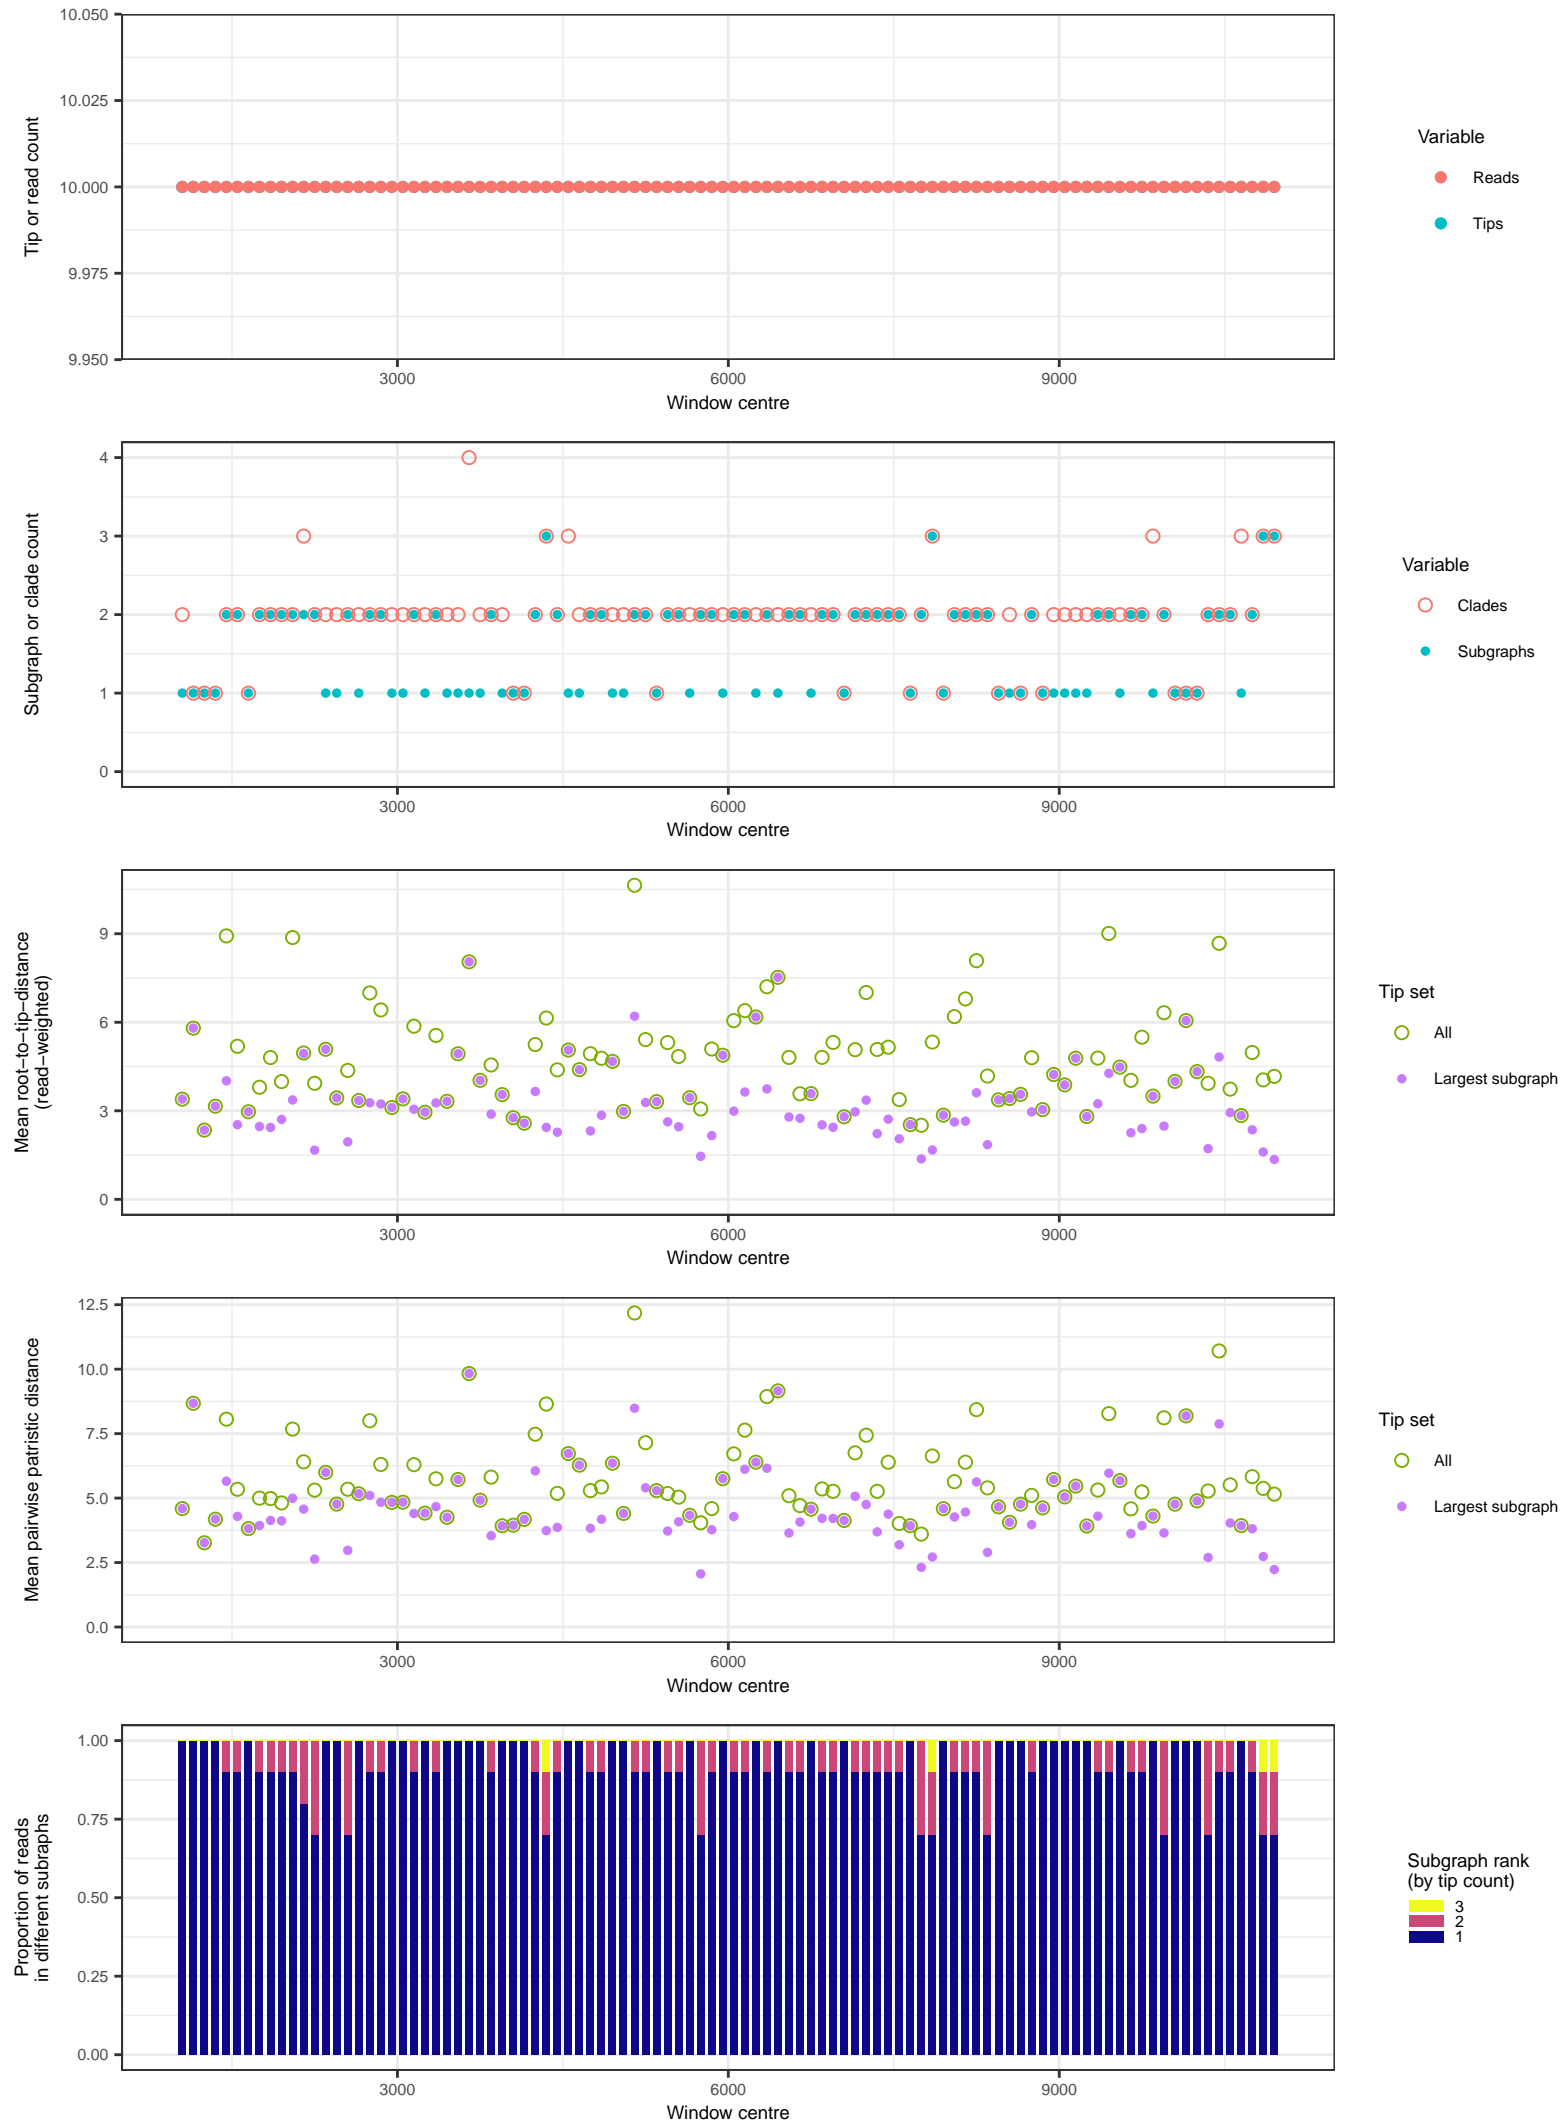 10.050
10.025
10.000
9.975
9.950
Tip or read count
3000 6000 9000
Window centre
Variable
Reads
Tips
4
3
2
1
0
Subgraph or clade count
3000 6000 9000
Window centre
Variable
Clades
Subgraphs
9
6
3
0
Mean root−to−tip−distance
(read−weighted)
3000 6000 9000
Window centre
Tip set
All
Largest subgraph
12.5
10.0
7.5
5.0
2.5
0.0
Mean pairwise patristic distance
3000 6000 9000
Window centre
Tip set
All
Largest subgraph
1.00
0.75
0.50
0.25
0.00
Proportion of reads
in different subraphs
3000 6000 9000
Window centre
Subgraph rank
(by tip count)
3
2
1